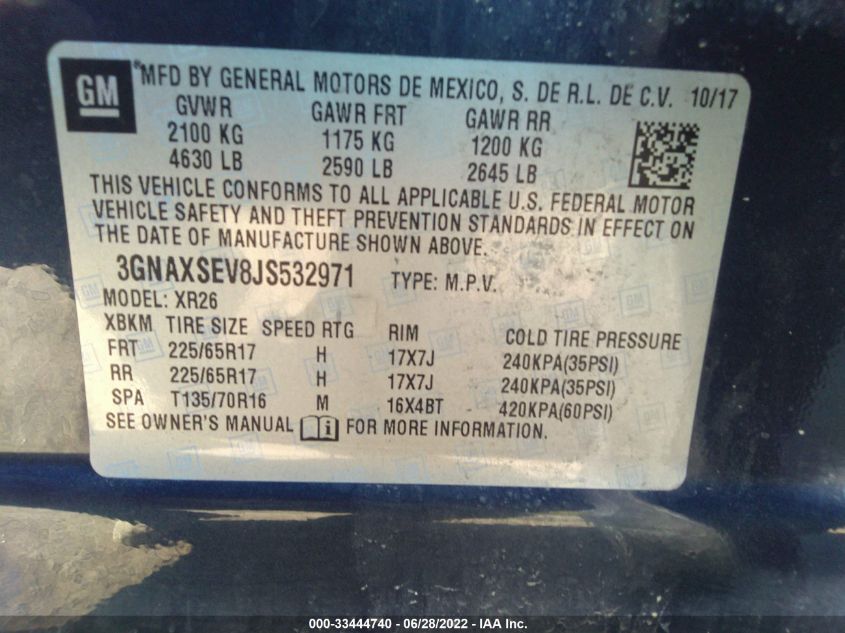 GM *MFD BY GENERAL MOTORS DE MEXICO, S. DE R.L. DE C.V. 10/17
GVWR GAWR FRT GAWR RR
2100 KG 1175 KG 1200 KG
4630 LB 2590 LB 2645 LB
THIS VEHICLE CONFORMS TO ALL APPLICABLE U.S. FEDERAL MOTOR
VEHICLE SAFETY AND THEFT PREVENTION STANDARDS IN EFFECT ON
THE DATE OF MANUFACTURE SHOWN ABOVE.
3GNAXSEV8JS532971 TYPE: M.P.V.
MODEL: XR26
XBKM TIRE SIZE SPEED RTG RIM COLD TIRE PRESSURE
FRT 225/65R17 H 17X7J 240KPA(35PSI)
RR 225/65R17 H 17X7J 240KPA(35PSI)
SPA T135/70R16 M 16X4BT 420KPA(60PSI)
SEE OWNER'S MANUAL i FOR MORE INFORMATION.
000-33444740 - 06/28/2022 - IAA Inc.